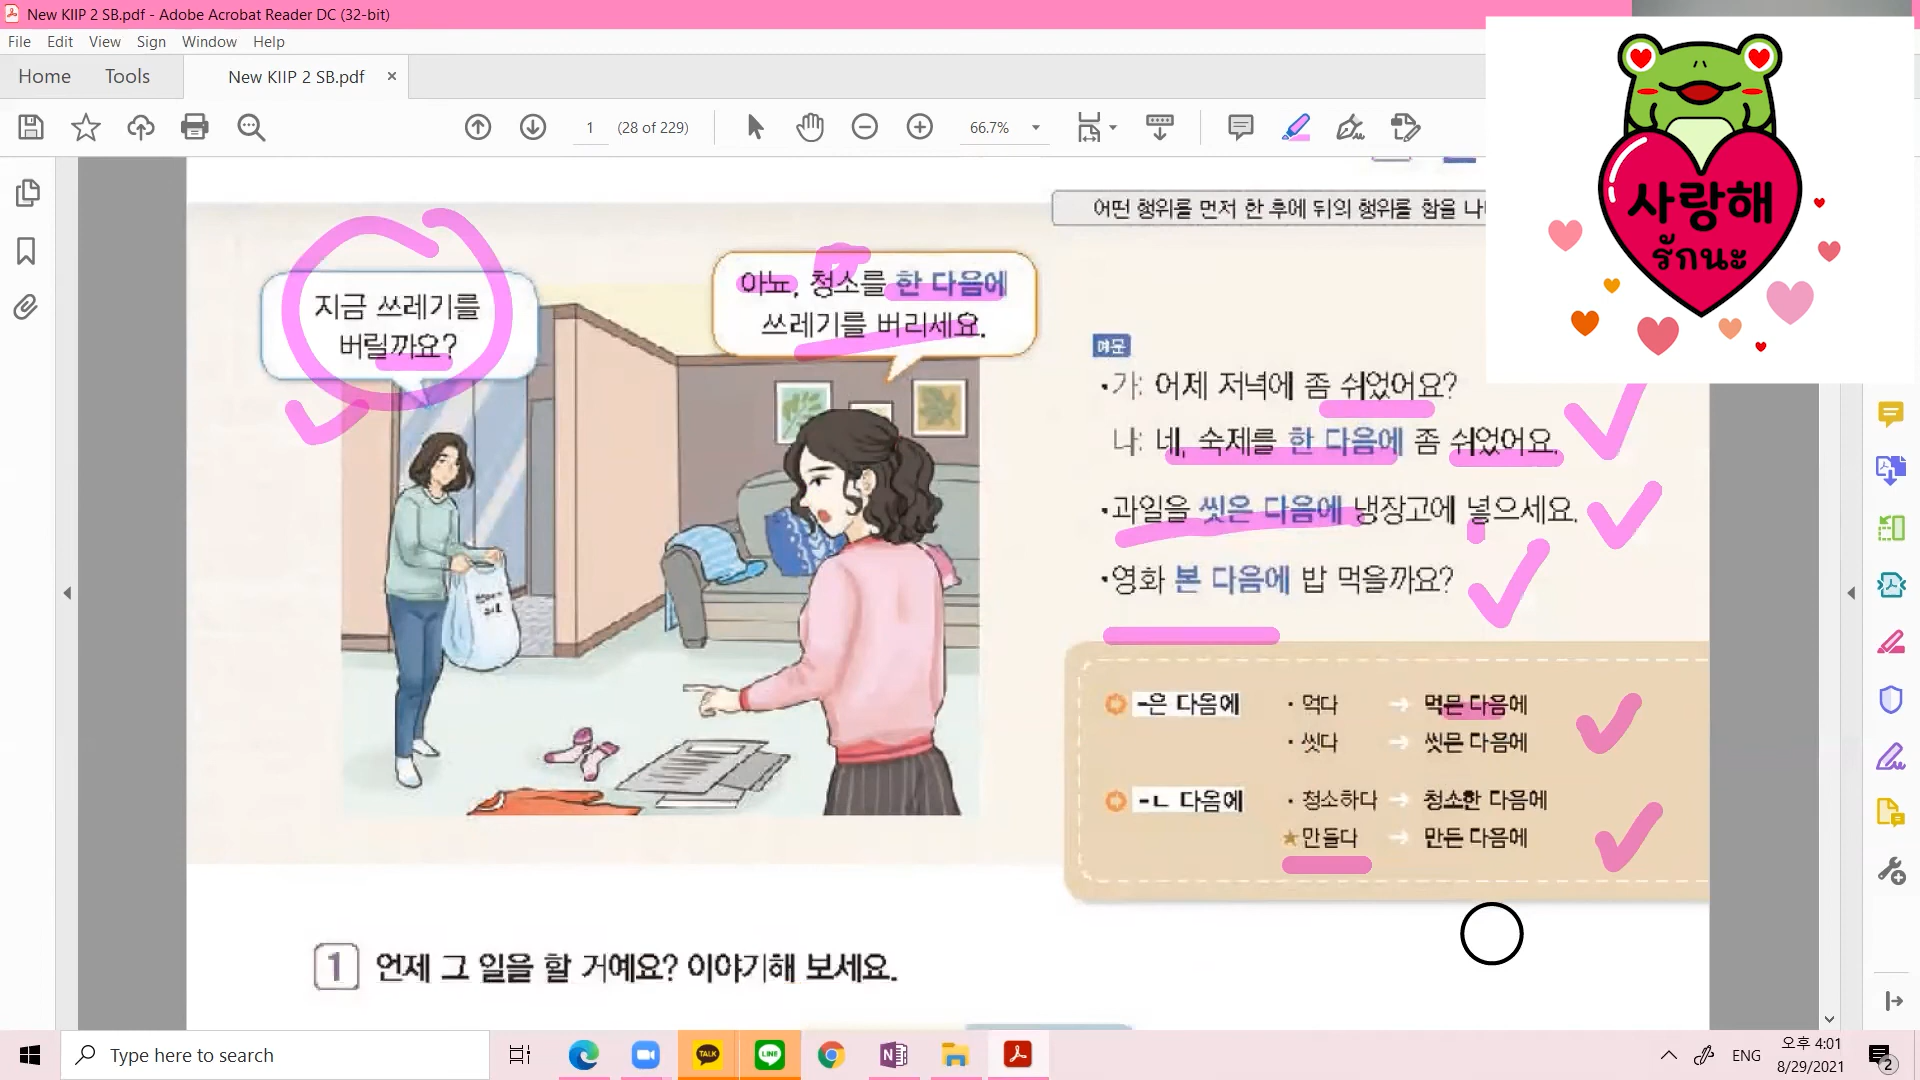 New KIIP 2 SB.pdf - Adobe Acrobat Reader DC (32-bit)
File Edit View Sign Window Help
Home Tools New KIIP 2 SB.pdf ×
1 (28 of 229) 66.7%
어떤 행위를 먼저 한 후에 뒤의 행위를 함을
지금 쓰레기를
버릴까요?
아뇨, 청소를 한 다음에
쓰레기를 버리세요.
예문
•가: 어제 저녁에 좀 쉬었어요?
나: 네, 숙제를 한 다음에 좀 쉬었어요.
•과일을 씻은 다음에 냉장고에 넣으세요.
•영화 본 다음에 밥 먹을까요?
-은 다음에 • 먹다 → 먹은 다음에
• 씻다 → 씻은 다음에
-ㄴ 다음에 • 청소하다 → 청소한 다음에
★만들다 → 만든 다음에
1 언제 그 일을 할 거예요? 이야기해 보세요.
사랑해
รักนะ
Type here to search
TALK
LINE
ENG
오후 4:01
8/29/2021
2